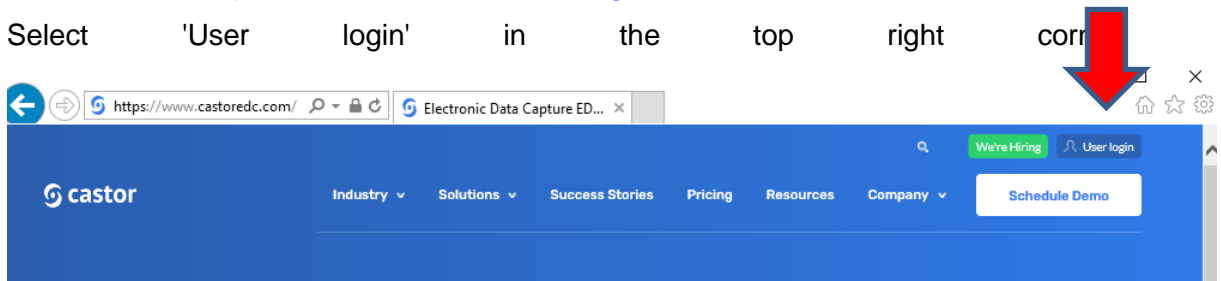 Select 'User login' in the top right
https://www.castoredc.com/ Electronic Data Capture ED...
We're Hiring User login
castor Industry Solutions Success Stories Pricing Resources Company Schedule Demo